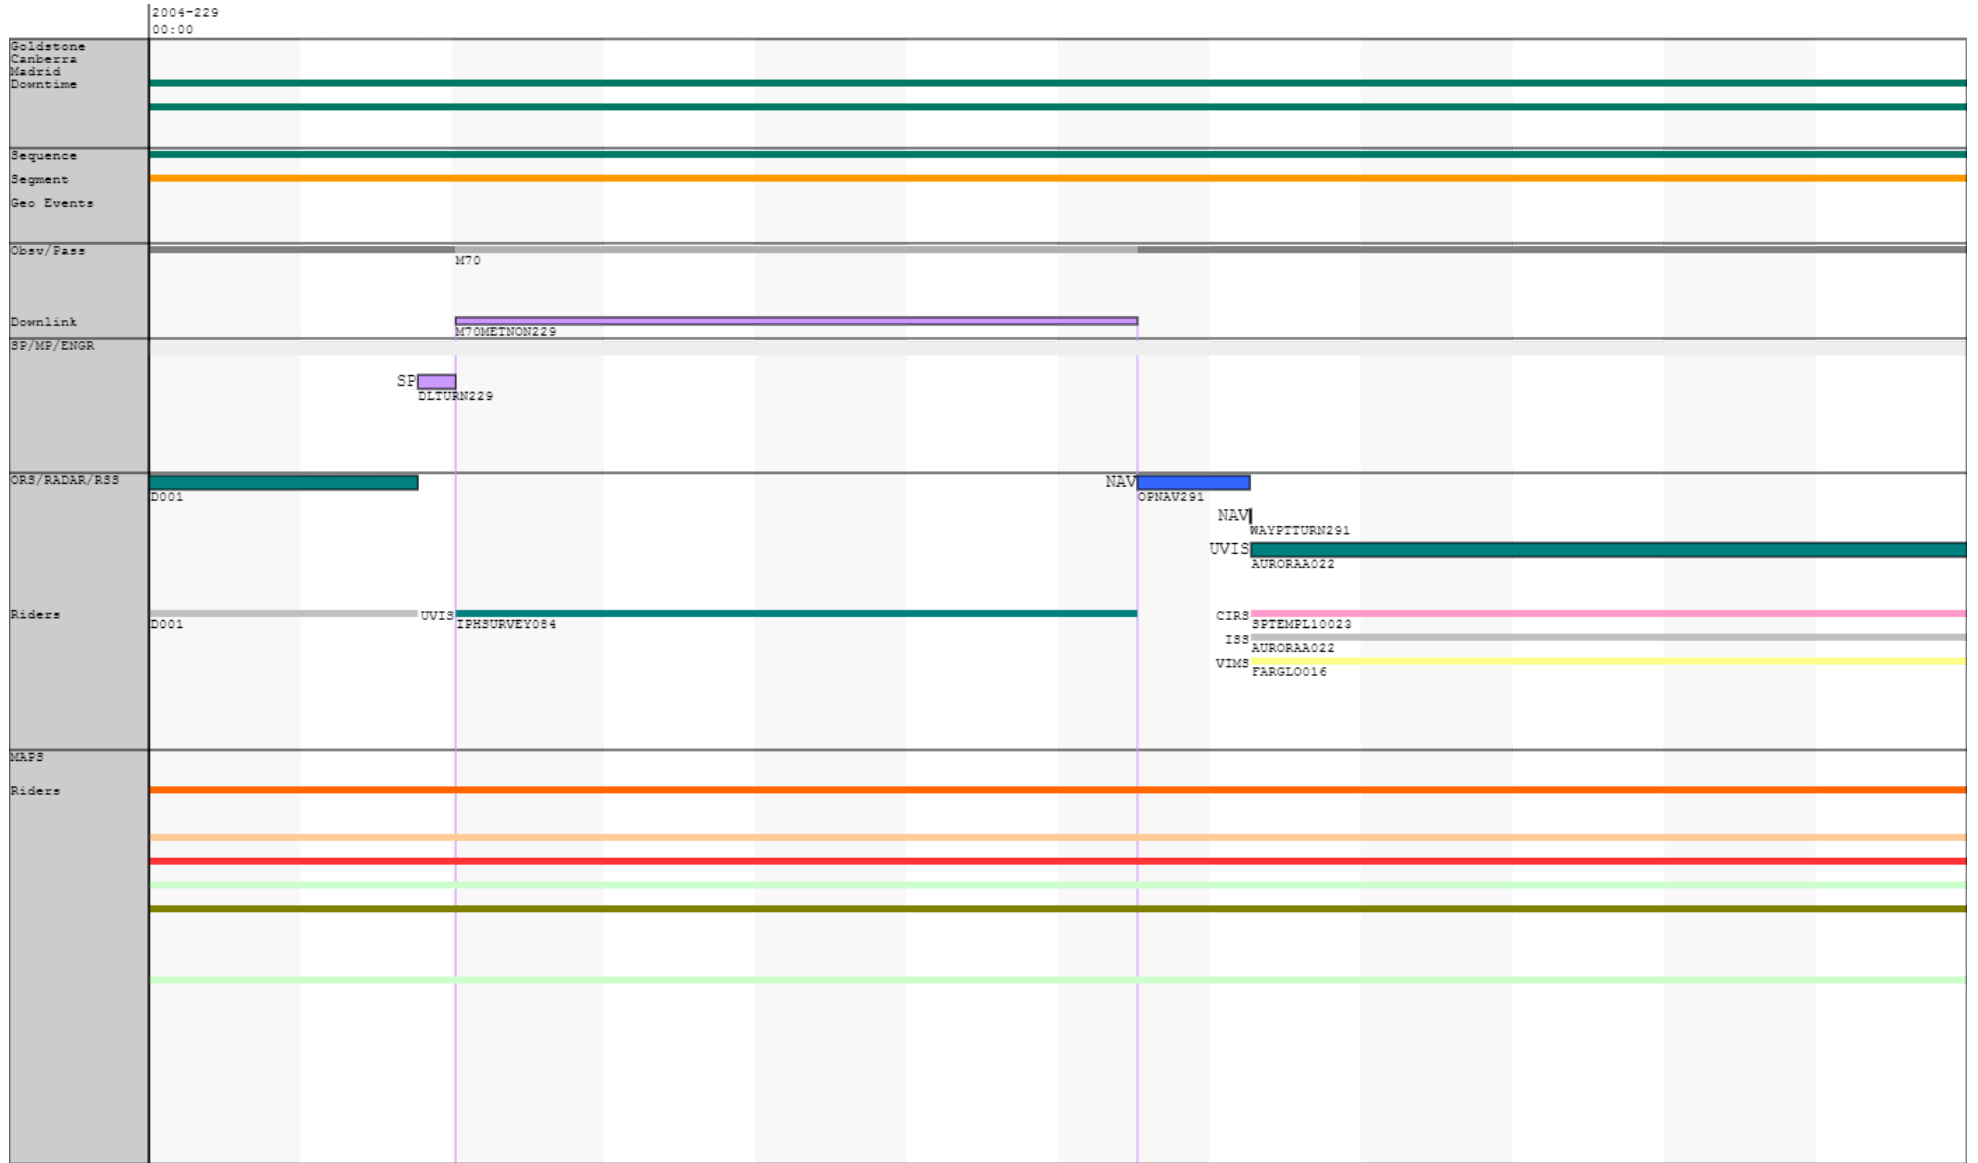 2004-229
00:00
Goldstone
Canberra
Madrid
Downtime
Sequence
Segment
Geo Events
Obsv/Pass
M70
Downlink
M70METNON229
SP/MP/ENGR
SP
DLTURN229
ORS/RADAR/RSS
NAV
D001
OPNAV291
NAV
WAYPTTURN291
UVIS
AURORAA022
Riders
UVIS
CIRS
D001
IPHSURVEY084
SPTEMPL10023
ISS
AURORAA022
VIMS
FARGLO016
MAPS
Riders